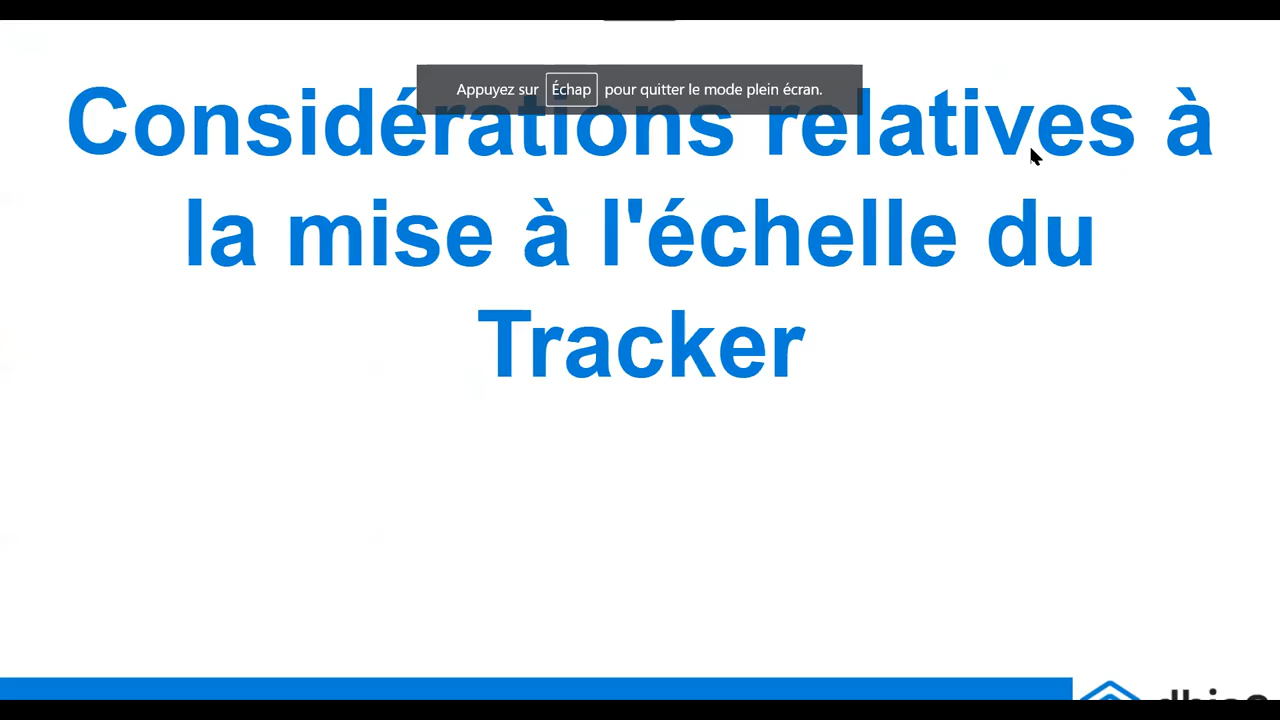 Appuyez sur Échap pour quitter le mode plein écran.
Considérations relatives à
la mise à l'échelle du
Tracker